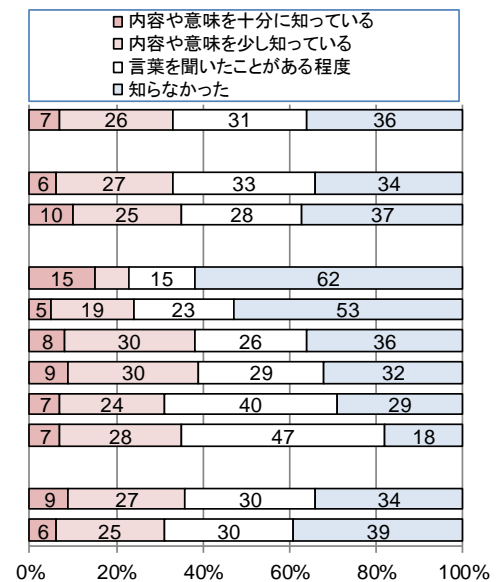 内容や意味を十分に知っている
内容や意味を少し知っている
言葉を聞いたことがある程度
知らなかった
7 26 31 36
6 27 33 34
10 25 28 37
15 15 62
5 19 23 53
8 30 26 36
9 30 29 32
7 24 40 29
7 28 47 18
9 27 30 34
6 25 30 39
0% 20% 40% 60% 80% 100%